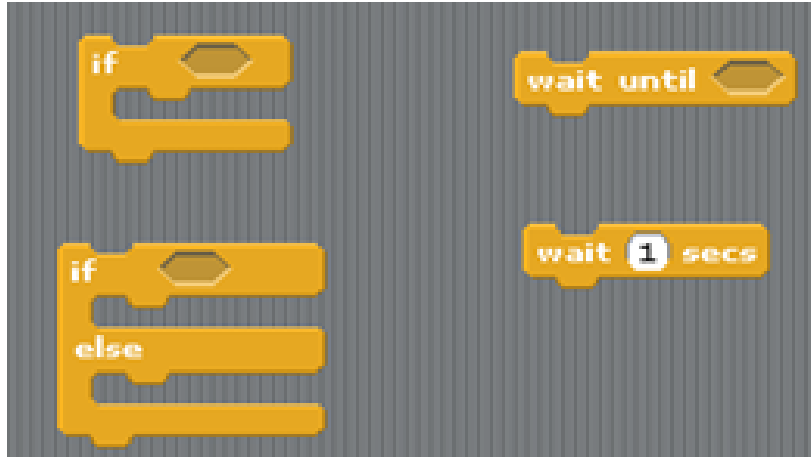 if
wait until
if
else
wait 1 secs